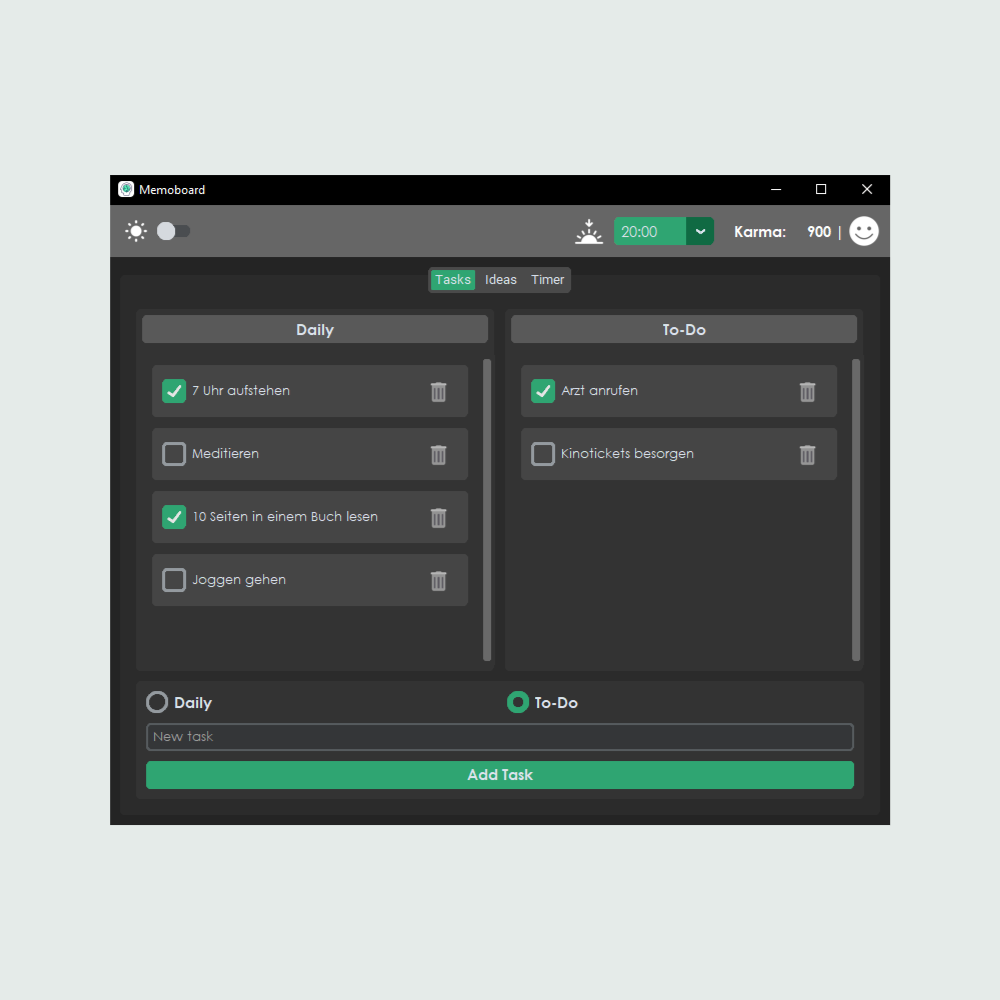 Memoboard
20:00
Karma: 900 |
Tasks Ideas Timer
Daily
7 Uhr aufstehen
Meditieren
10 Seiten in einem Buch lesen
Joggen gehen
To-Do
Arzt anrufen
Kinotickets besorgen
Daily To-Do
New task
Add Task